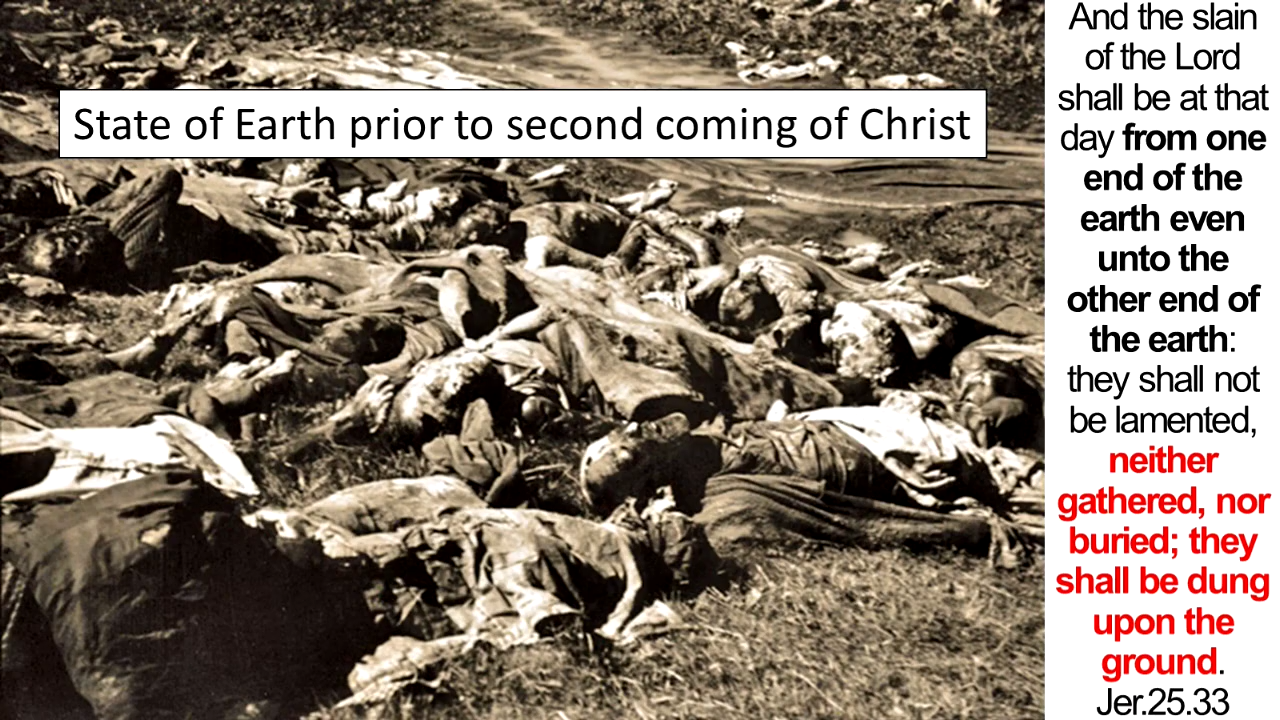 State of Earth prior to second coming of Christ
And the slain
of the Lord
shall be at that
day from one
end of the
earth even
unto the
other end of
the earth:
they shall not
be lamented,
neither
gathered, nor
buried; they
shall be dung
upon the
ground.
Jer.25.33